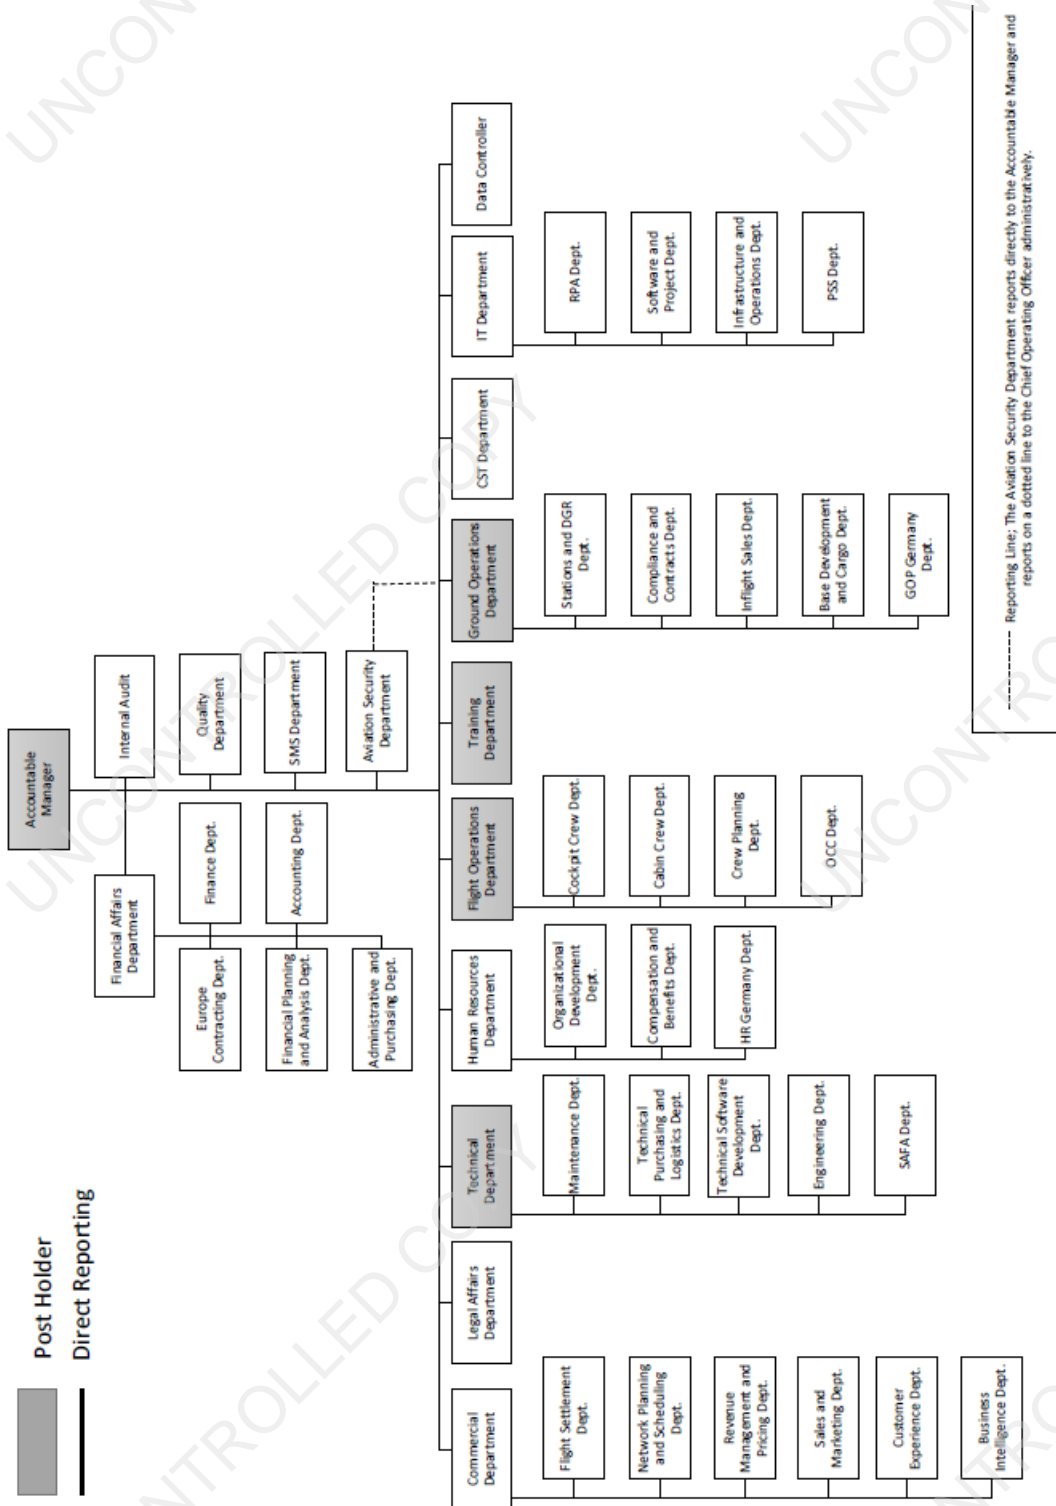 Post Holder
Direct Reporting
Accountable
Manager
Financial Affairs
Department
Internal Audit
Europe
Contracting Dept.
Finance Dept.
Quality
Department
Financial Planning
and Analysis Dept.
Accounting Dept.
SMS Department
Administrative and
Purchasing Dept.
Aviation Security
Department
Commercial
Department
Legal Affairs
Department
Technical
Department
Human Resources
Department
Flight Operations
Department
Training
Department
Ground Operations
Department
CST Department
IT Department
Data Controller
Flight Settlement
Dept.
Network Planning
and Scheduling
Dept.
Revenue
Management and
Pricing Dept.
Sales and
Marketing Dept.
Customer
Experience Dept.
Business
Intelligence Dept.
Maintenance Dept.
Technical
Purchasing and
Logistics Dept.
Technical Software
Development
Dept.
Engineering Dept.
SAFA Dept.
Organizational
Development
Dept.
Compensation and
Benefits Dept.
HR Germany Dept.
Cockpit Crew Dept.
Cabin Crew Dept.
Crew Planning
Dept.
OCC Dept.
Stations and DGR
Dept.
Compliance and
Contracts Dept.
Inflight Sales Dept.
Base Development
and Cargo Dept.
GOP Germany
Dept.
RPA Dept.
Software and
Project Dept.
Infrastructure and
Operations Dept.
PSS Dept.
Reporting Line; The Aviation Security Department reports directly to the Accountable Manager and
reports on a dotted line to the Chief Operating Officer administratively.
UNCONTROLLED COPY